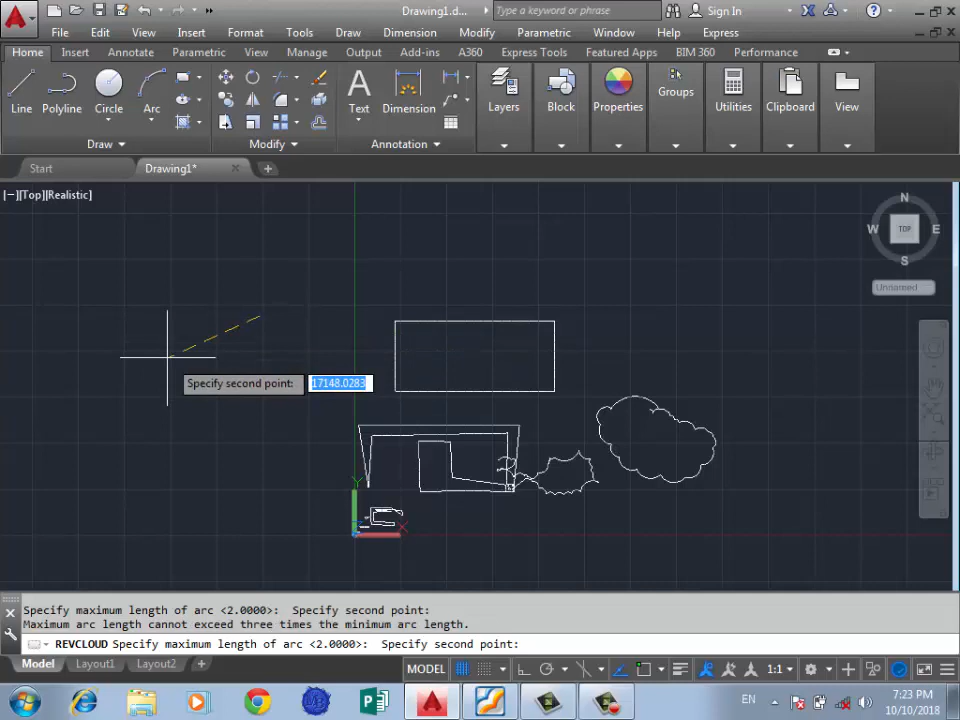 Drawing1.d...
Type a keyword or phrase
Sign In
File Edit View Insert Format Tools Draw Dimension Modify Parametric Window Help Express
Home Insert Annotate Parametric View Manage Output Add-ins A360 Express Tools Featured Apps BIM 360 Performance
Line Polyline Circle Arc Text Dimension Layers Block Properties Groups Utilities Clipboard View
Draw Modify Annotation
Start Drawing1*
[−][Top][Realistic]
N
W TOP E
S
Unnamed
Specify second point: 17148.0283
Y
X
Specify maximum length of arc <2.0000>: Specify second point:
Maximum arc length cannot exceed three times the minimum arc length.
REVCLOUD Specify maximum length of arc <2.0000>: Specify second point:
Model Layout1 Layout2
MODEL 1:1
EN
7:23 PM
10/10/2018